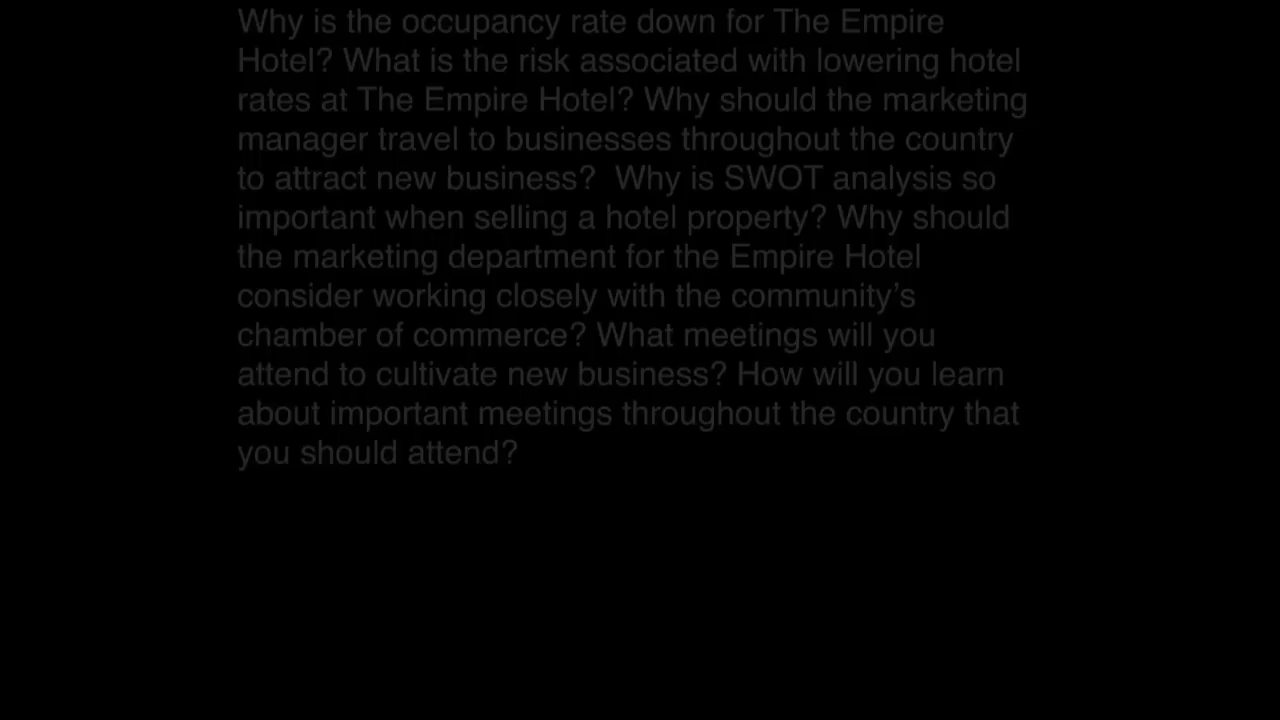 Why is the occupancy rate down for The Empire
Hotel? What is the risk associated with lowering hotel
rates at The Empire Hotel? Why should the marketing
manager travel to businesses throughout the country
to attract new business?  Why is SWOT analysis so
important when selling a hotel property? Why should
the marketing department for the Empire Hotel
consider working closely with the community’s
chamber of commerce? What meetings will you
attend to cultivate new business? How will you learn
about important meetings throughout the country that
you should attend?